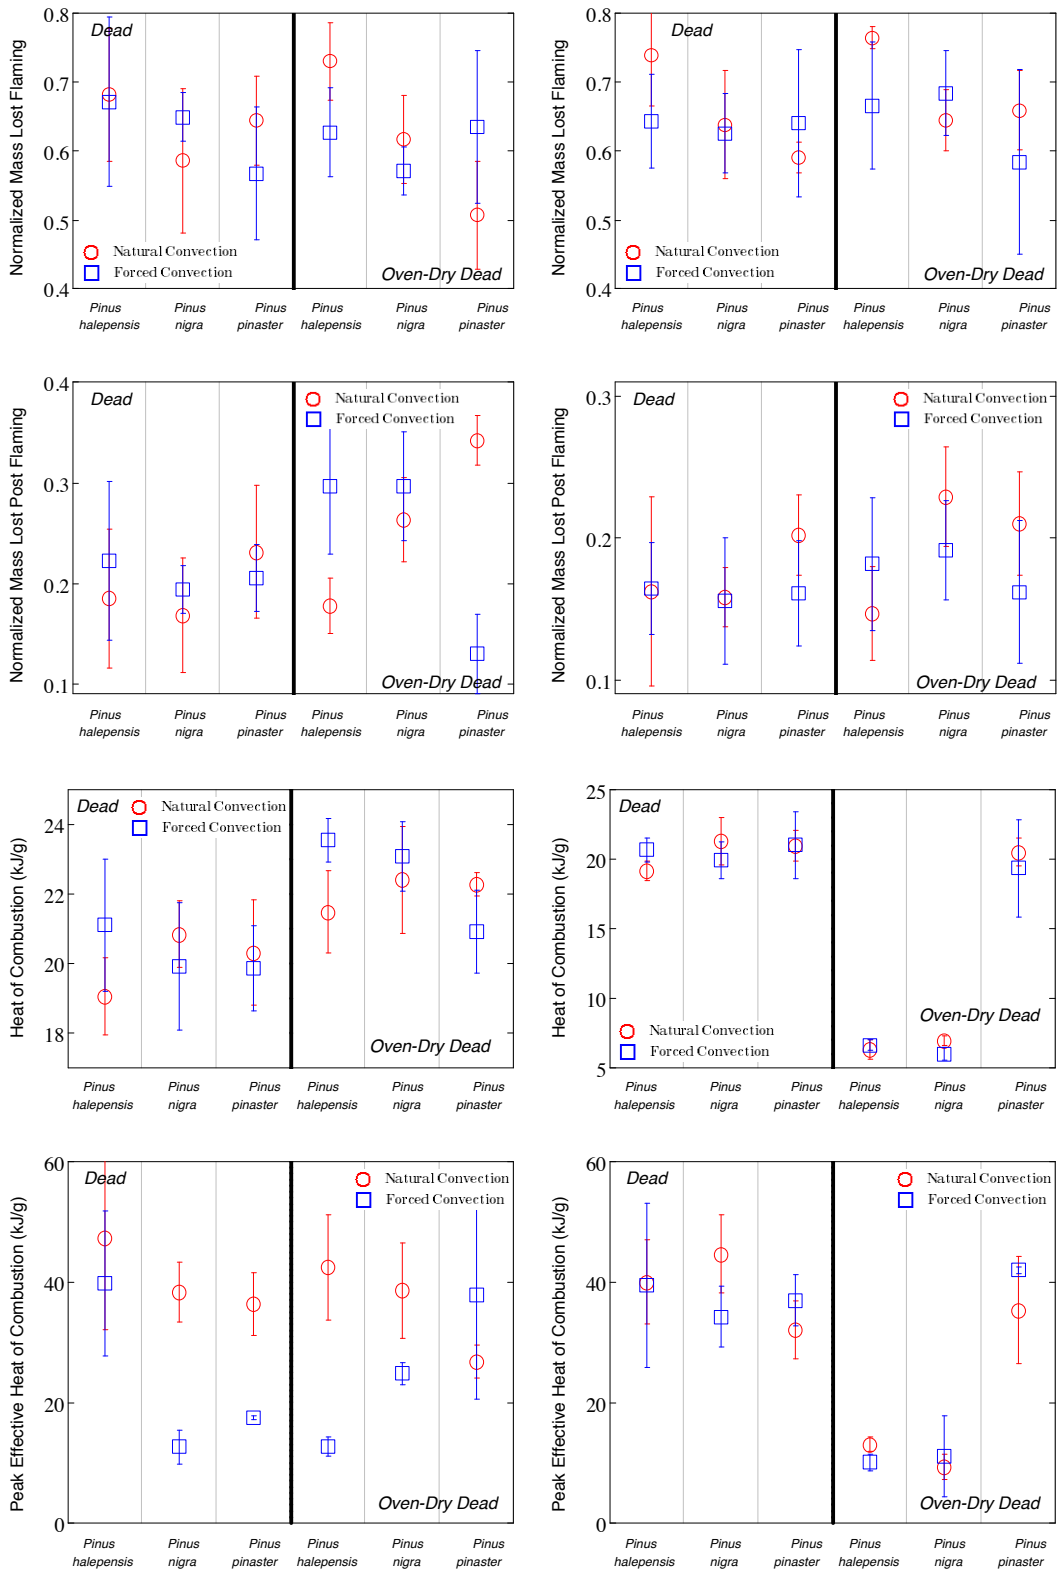 Normalized Mass Lost Flaming
0.8
0.7
0.6
0.5
0.4
Dead
Natural Convection
Forced Convection
Oven-Dry Dead
Pinus halepensis
Pinus nigra
Pinus pinaster
Pinus halepensis
Pinus nigra
Pinus pinaster
Normalized Mass Lost Flaming
0.8
0.7
0.6
0.5
0.4
Dead
Natural Convection
Forced Convection
Oven-Dry Dead
Pinus halepensis
Pinus nigra
Pinus pinaster
Pinus halepensis
Pinus nigra
Pinus pinaster
Normalized Mass Lost Post Flaming
0.4
0.3
0.2
0.1
Dead
Natural Convection
Forced Convection
Oven-Dry Dead
Pinus halepensis
Pinus nigra
Pinus pinaster
Pinus halepensis
Pinus nigra
Pinus pinaster
Normalized Mass Lost Post Flaming
0.3
0.2
0.1
Dead
Natural Convection
Forced Convection
Oven-Dry Dead
Pinus halepensis
Pinus nigra
Pinus pinaster
Pinus halepensis
Pinus nigra
Pinus pinaster
Heat of Combustion (kJ/g)
24
22
20
18
Dead
Natural Convection
Forced Convection
Oven-Dry Dead
Pinus halepensis
Pinus nigra
Pinus pinaster
Pinus halepensis
Pinus nigra
Pinus pinaster
Heat of Combustion (kJ/g)
25
20
15
10
5
Dead
Oven-Dry Dead
Natural Convection
Forced Convection
Pinus halepensis
Pinus nigra
Pinus pinaster
Pinus halepensis
Pinus nigra
Pinus pinaster
Peak Effective Heat of Combustion (kJ/g)
60
40
20
0
Dead
Natural Convection
Forced Convection
Oven-Dry Dead
Pinus halepensis
Pinus nigra
Pinus pinaster
Pinus halepensis
Pinus nigra
Pinus pinaster
Peak Effective Heat of Combustion (kJ/g)
60
40
20
0
Dead
Natural Convection
Forced Convection
Oven-Dry Dead
Pinus halepensis
Pinus nigra
Pinus pinaster
Pinus halepensis
Pinus nigra
Pinus pinaster